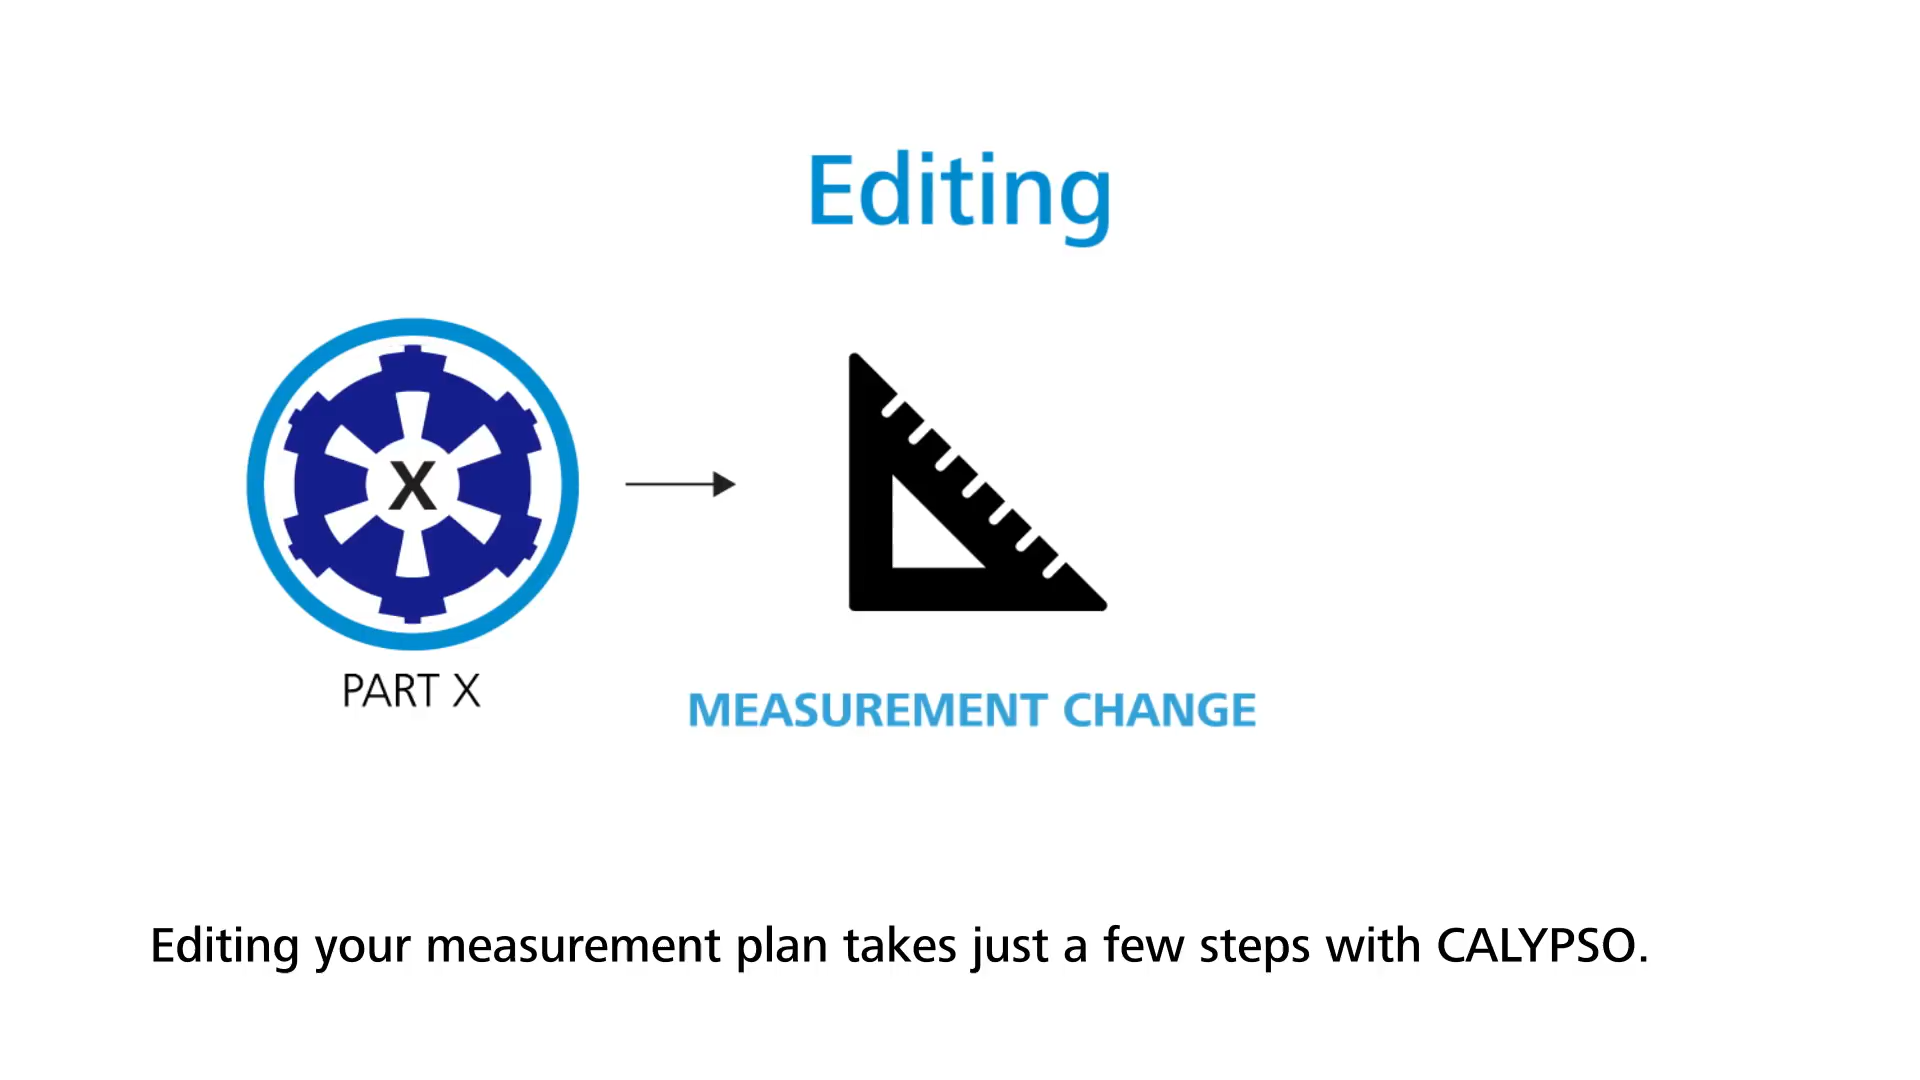 Editing
X
PART X
MEASUREMENT CHANGE
Editing your measurement plan takes just a few steps with CALYPSO.